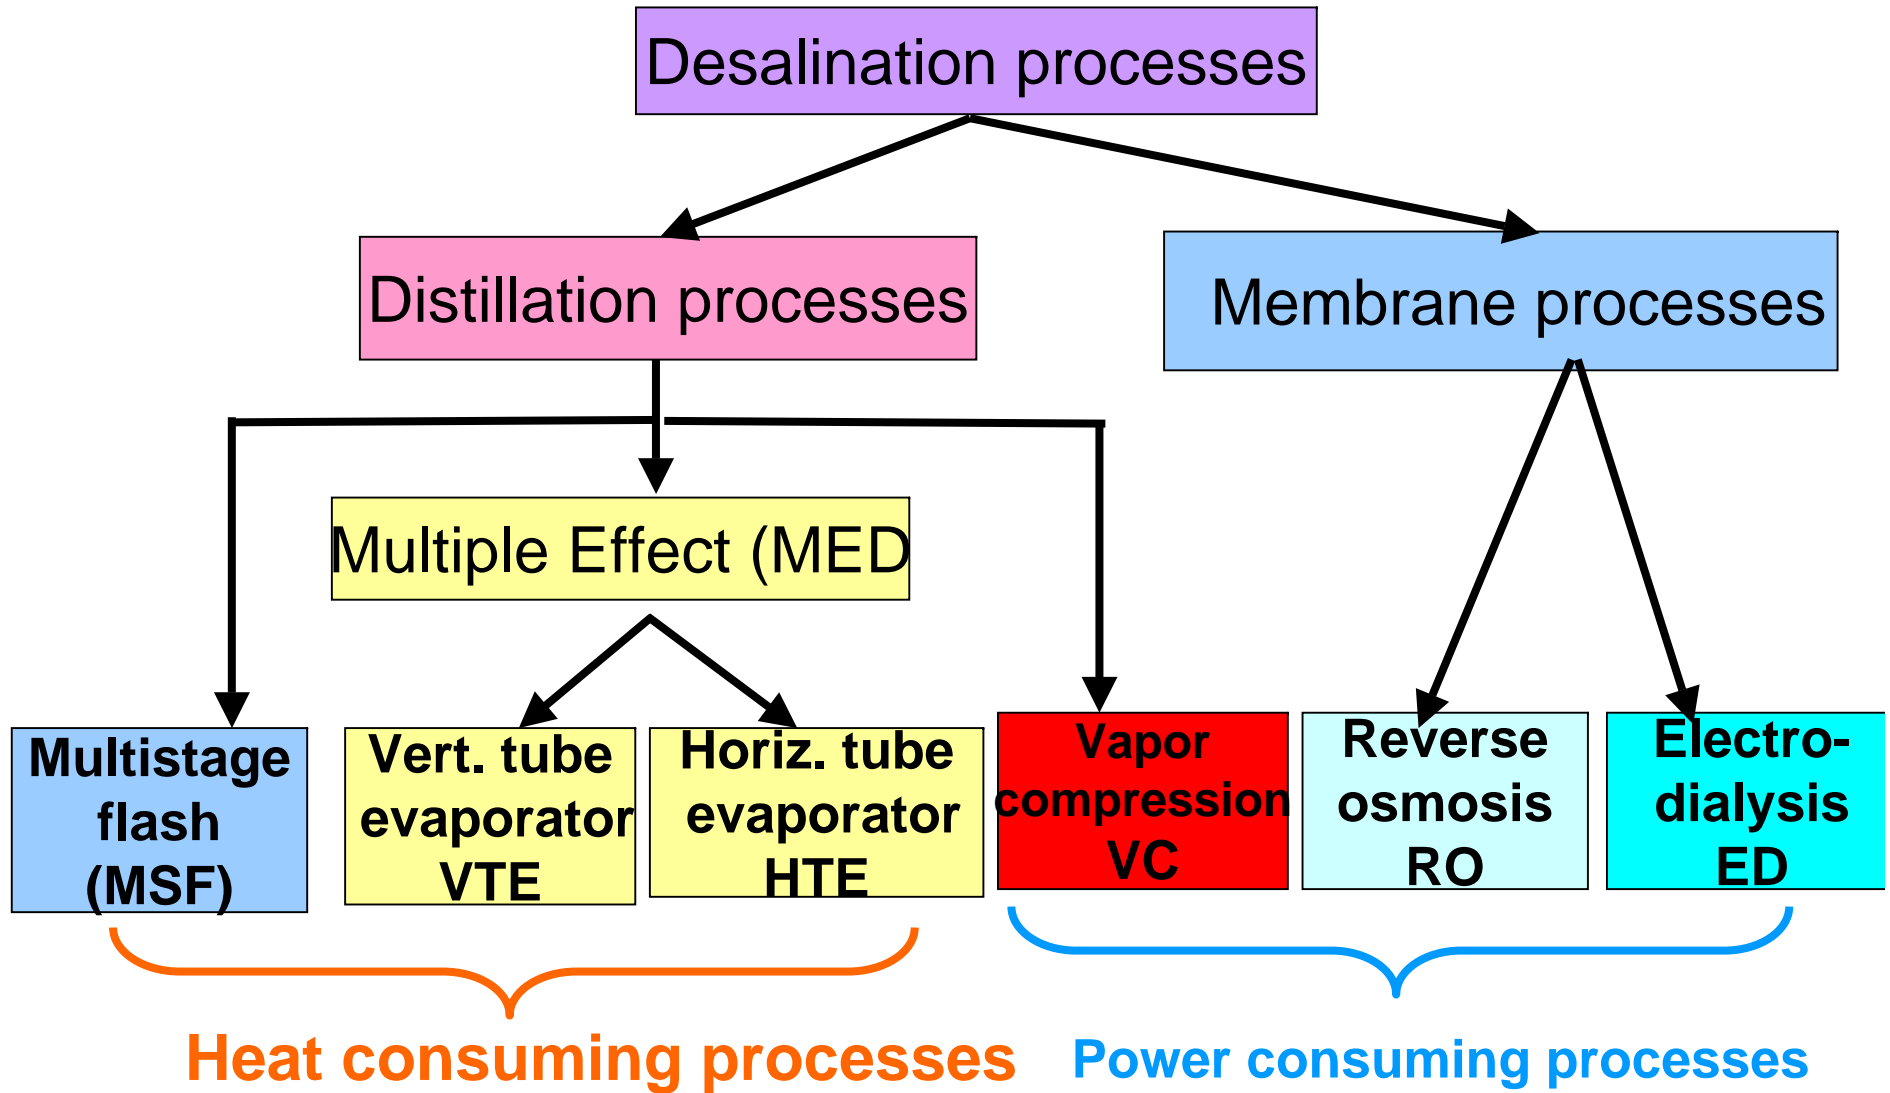 Desalination processes
Distillation processes
Membrane processes
Multiple Effect (MED
Multistage
flash
(MSF)
Vert. tube
evaporator
VTE
Horiz. tube
evaporator
HTE
Vapor
compression
VC
Reverse
osmosis
RO
Electro-
dialysis
ED
Heat consuming processes
Power consuming processes